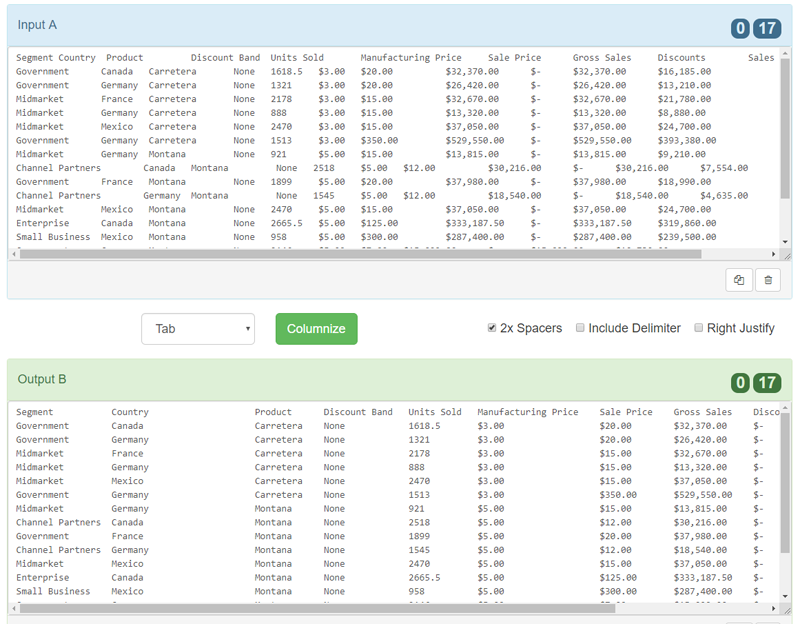 Input A
0 17
Segment Country Product Discount Band Units Sold Manufacturing Price Sale Price Gross Sales Discounts Sales
Government Canada Carretera None 1618.5 $3.00 $20.00 $32,370.00 $- $32,370.00 $16,185.00
Government Germany Carretera None 1321 $3.00 $20.00 $26,420.00 $- $26,420.00 $13,210.00
Midmarket France Carretera None 2178 $3.00 $15.00 $32,670.00 $- $32,670.00 $21,780.00
Midmarket Germany Carretera None 888 $3.00 $15.00 $13,320.00 $- $13,320.00 $8,880.00
Midmarket Mexico Carretera None 2470 $3.00 $15.00 $37,050.00 $- $37,050.00 $24,700.00
Government Germany Carretera None 1513 $3.00 $350.00 $529,550.00 $- $529,550.00 $393,380.00
Midmarket Germany Montana None 921 $5.00 $15.00 $13,815.00 $- $13,815.00 $9,210.00
Channel Partners Canada Montana None 2518 $5.00 $12.00 $30,216.00 $- $30,216.00 $7,554.00
Government France Montana None 1899 $5.00 $20.00 $37,980.00 $- $37,980.00 $18,990.00
Channel Partners Germany Montana None 1545 $5.00 $12.00 $18,540.00 $- $18,540.00 $4,635.00
Midmarket Mexico Montana None 2470 $5.00 $15.00 $37,050.00 $- $37,050.00 $24,700.00
Enterprise Canada Montana None 2665.5 $5.00 $125.00 $333,187.50 $- $333,187.50 $319,860.00
Small Business Mexico Montana None 958 $5.00 $300.00 $287,400.00 $- $287,400.00 $239,500.00
Tab Columnize 2x Spacers Include Delimiter Right Justify
Output B
0 17
Segment Country Product Discount Band Units Sold Manufacturing Price Sale Price Gross Sales Disco
Government Canada Carretera None 1618.5 $3.00 $20.00 $32,370.00 $-
Government Germany Carretera None 1321 $3.00 $20.00 $26,420.00 $-
Midmarket France Carretera None 2178 $3.00 $15.00 $32,670.00 $-
Midmarket Germany Carretera None 888 $3.00 $15.00 $13,320.00 $-
Midmarket Mexico Carretera None 2470 $3.00 $15.00 $37,050.00 $-
Government Germany Carretera None 1513 $3.00 $350.00 $529,550.00 $-
Midmarket Germany Montana None 921 $5.00 $15.00 $13,815.00 $-
Channel Partners Canada Montana None 2518 $5.00 $12.00 $30,216.00 $-
Government France Montana None 1899 $5.00 $20.00 $37,980.00 $-
Channel Partners Germany Montana None 1545 $5.00 $12.00 $18,540.00 $-
Midmarket Mexico Montana None 2470 $5.00 $15.00 $37,050.00 $-
Enterprise Canada Montana None 2665.5 $5.00 $125.00 $333,187.50 $-
Small Business Mexico Montana None 958 $5.00 $300.00 $287,400.00 $-